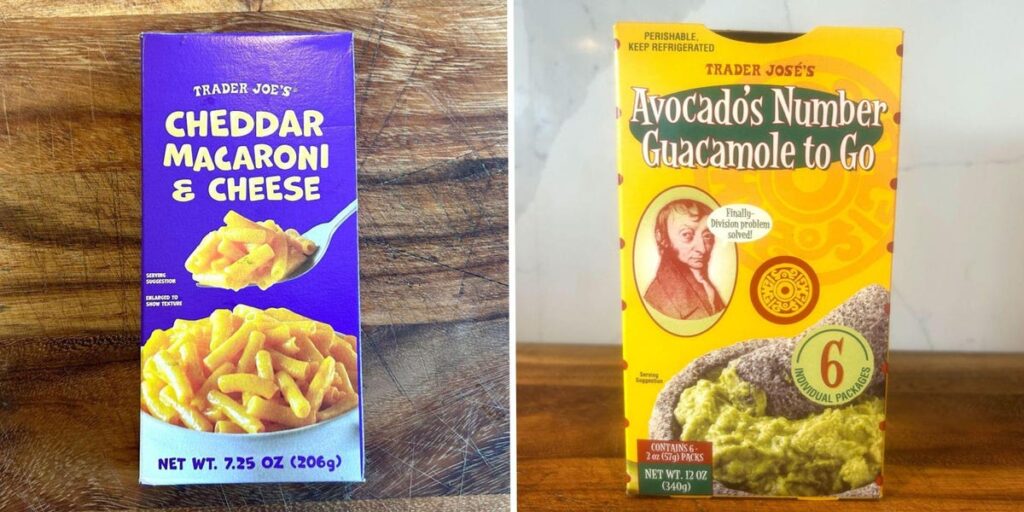 TRADER JOE'S
CHEDDAR
MACARONI
& CHEESE
SERVING
SUGGESTION
ENLARGED TO
SHOW TEXTURE
NET WT. 7.25 OZ (206g)
PERISHABLE,
KEEP REFRIGERATED
TRADER JOSÉ'S
Avocado's Number
Guacamole to Go
Finally-
Division problem
solved!
6
INDIVIDUAL PACKAGES
Serving
Suggestion
CONTAINS 6-
2 oz (57g) PACKS
NET WT. 12 OZ
(340g)